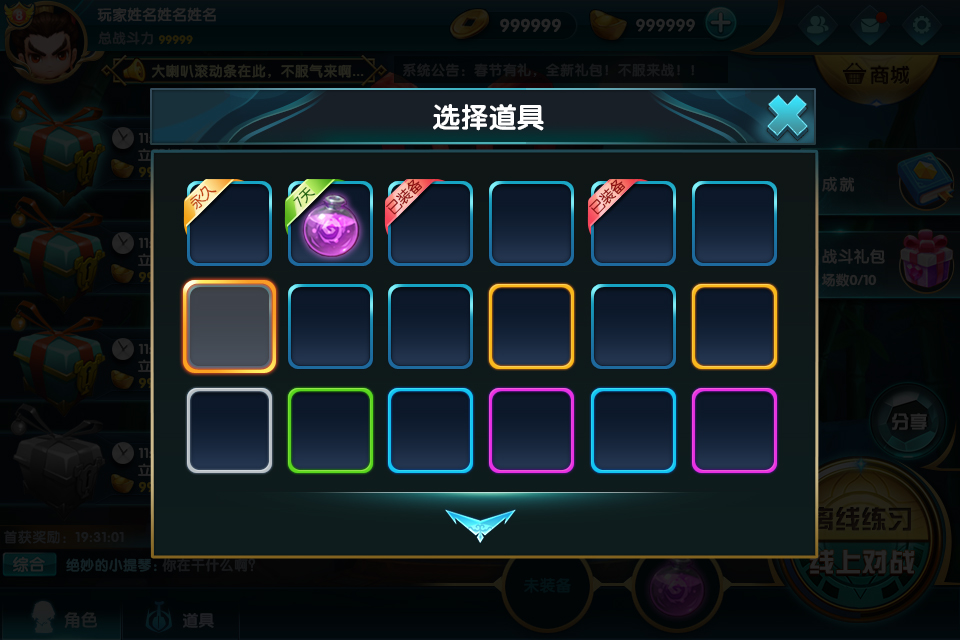 8
玩家姓名姓名姓名
总战斗力 99999
999999
999999
大喇叭滚动条在此，不服气来啊...
系统公告：春节有礼，全新礼包！不服来战！！
商城
选择道具
永久
7天
已装备
已装备
成就
战斗礼包
场数0/10
分享
离线练习
线上对战
首获奖励：19:31:01
综合
绝妙的小提琴：你在干什么啊？
未装备
角色
道具